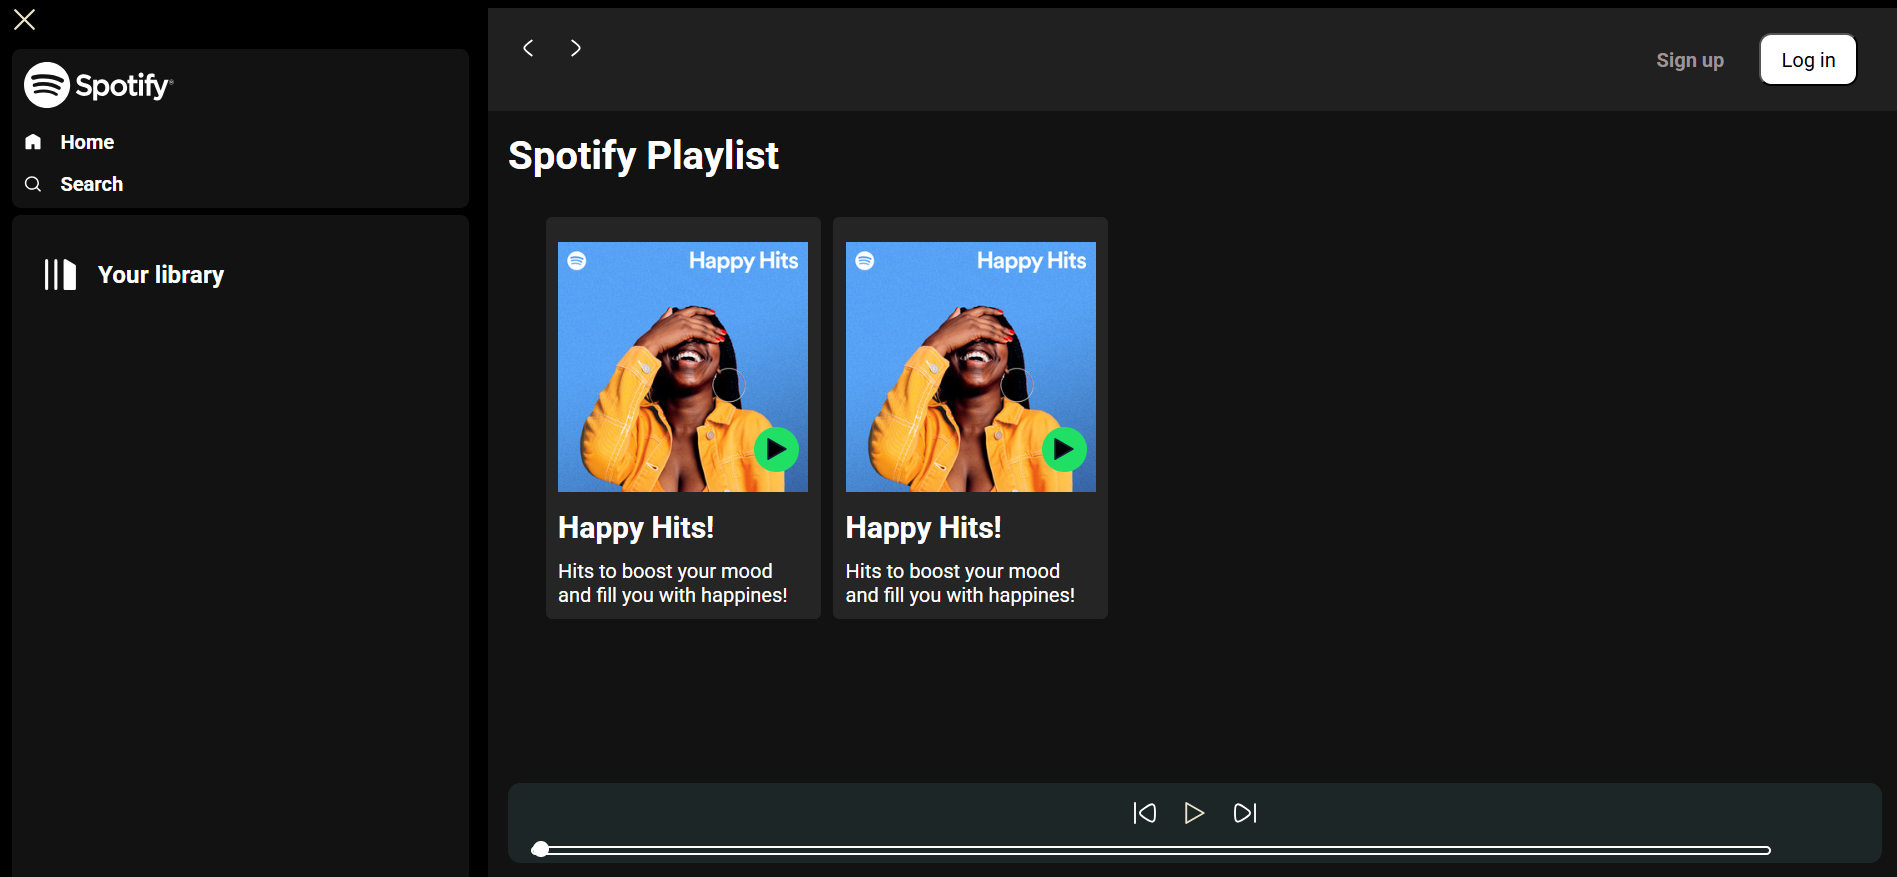 Spotify®
Home
Search
Your library
Sign up
Log in
Spotify Playlist
Happy Hits
Happy Hits!
Hits to boost your mood
and fill you with happines!
Happy Hits
Happy Hits!
Hits to boost your mood
and fill you with happines!